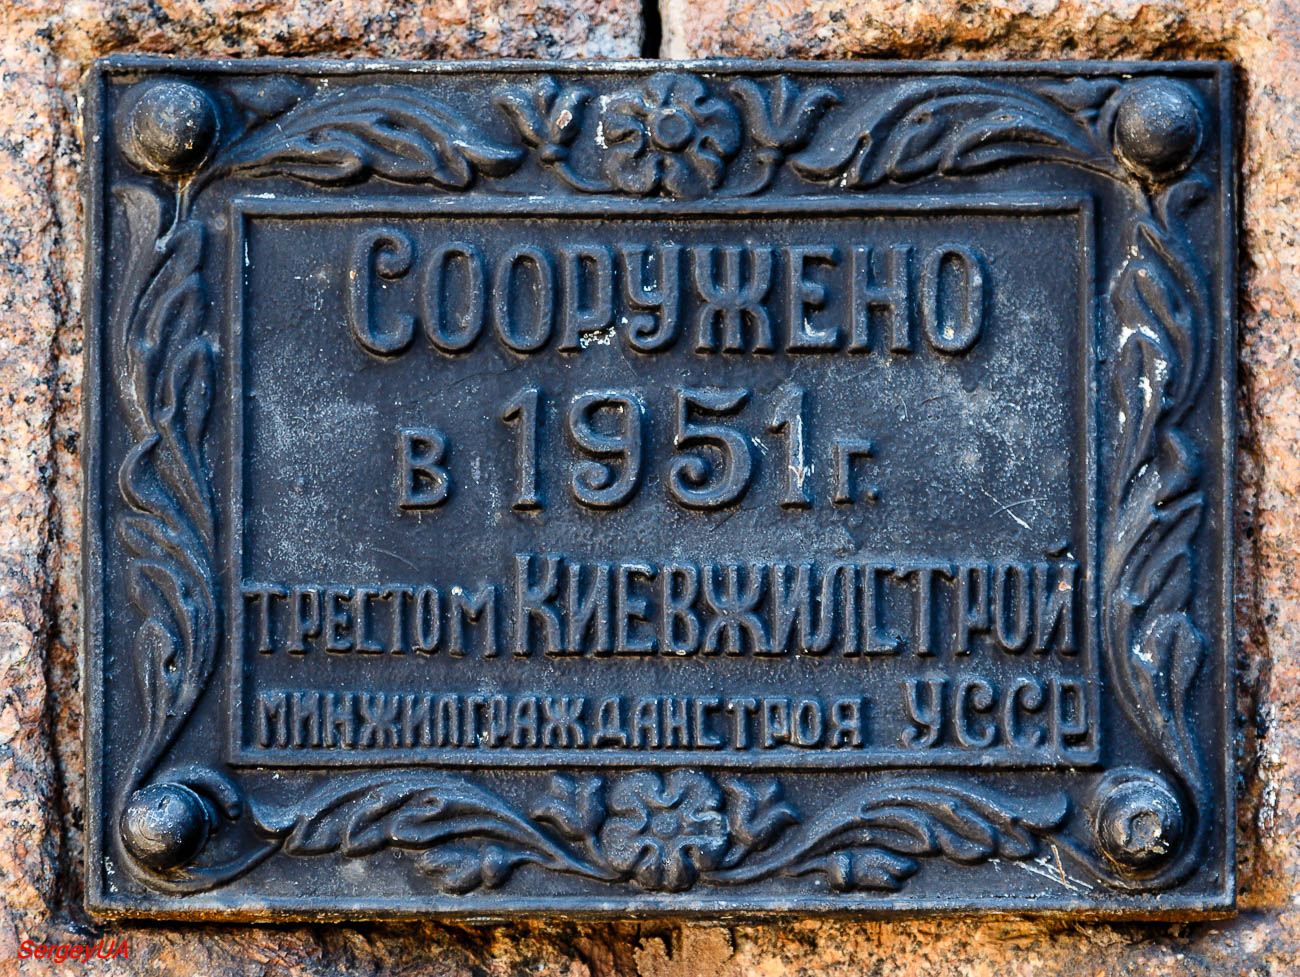 Сооружено
в 1951 г.
трестом Киевжилстрой
минжилгражданстроя УССР
SergeyUA